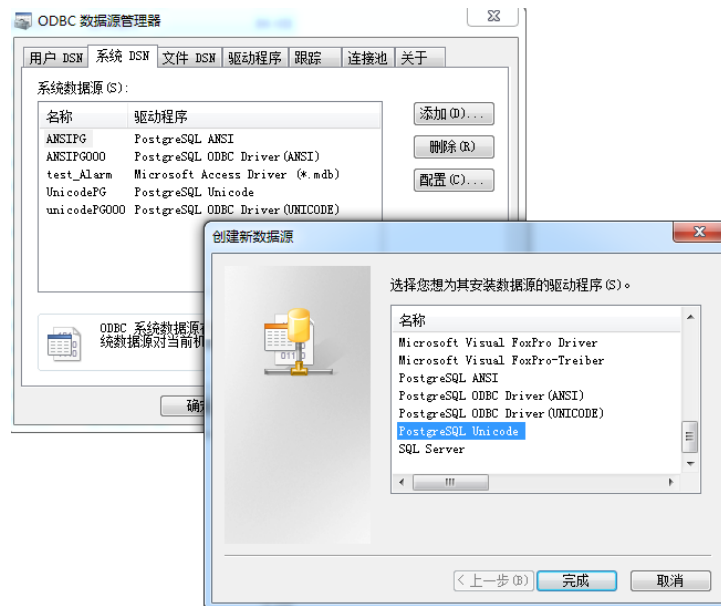 ODBC 数据源管理器
用户 DSN 系统 DSN 文件 DSN 驱动程序 跟踪 连接池 关于
系统数据源(S):
名称 驱动程序
ANSIPG PostgreSQL ANSI
ANSIPG000 PostgreSQL ODBC Driver(ANSI)
test_Alarm Microsoft Access Driver (*.mdb)
UnicodePG PostgreSQL Unicode
unicodePG000 PostgreSQL ODBC Driver(UNICODE)
添加(D)...
删除(R)
配置(C)...
ODBC 系统数据源
统数据源对当前机
创建新数据源
选择您想为其安装数据源的驱动程序(S)。
名称
Microsoft Visual FoxPro Driver
Microsoft Visual FoxPro-Treiber
PostgreSQL ANSI
PostgreSQL ODBC Driver(ANSI)
PostgreSQL ODBC Driver(UNICODE)
PostgreSQL Unicode
SQL Server
<上一步(B) 完成 取消